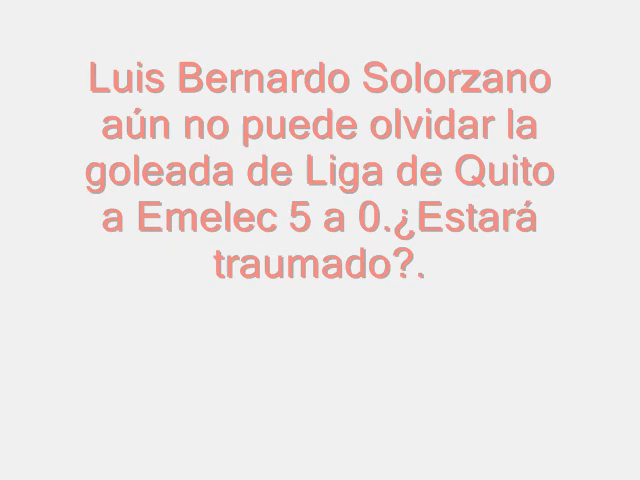 Luis Bernardo Solorzano
aún no puede olvidar la
goleada de Liga de Quito
a Emelec 5 a 0.¿Estará
traumado?.